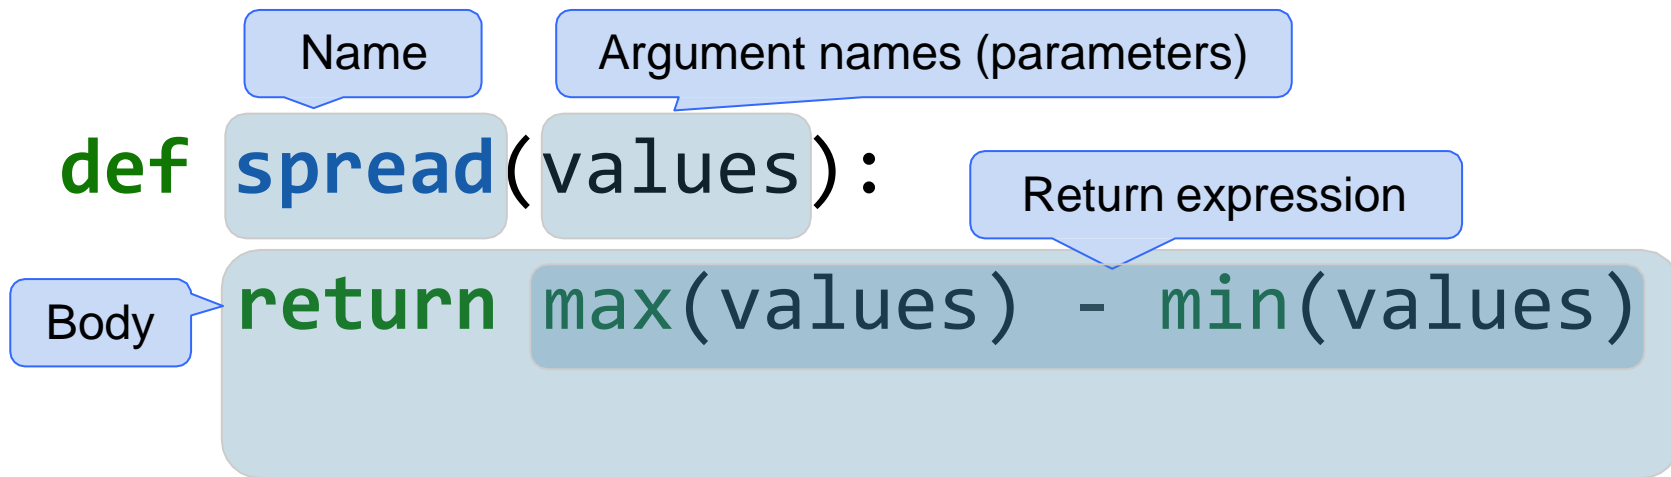 Name
Argument names (parameters)
def spread(values):
Return expression
Body
return max(values) - min(values)